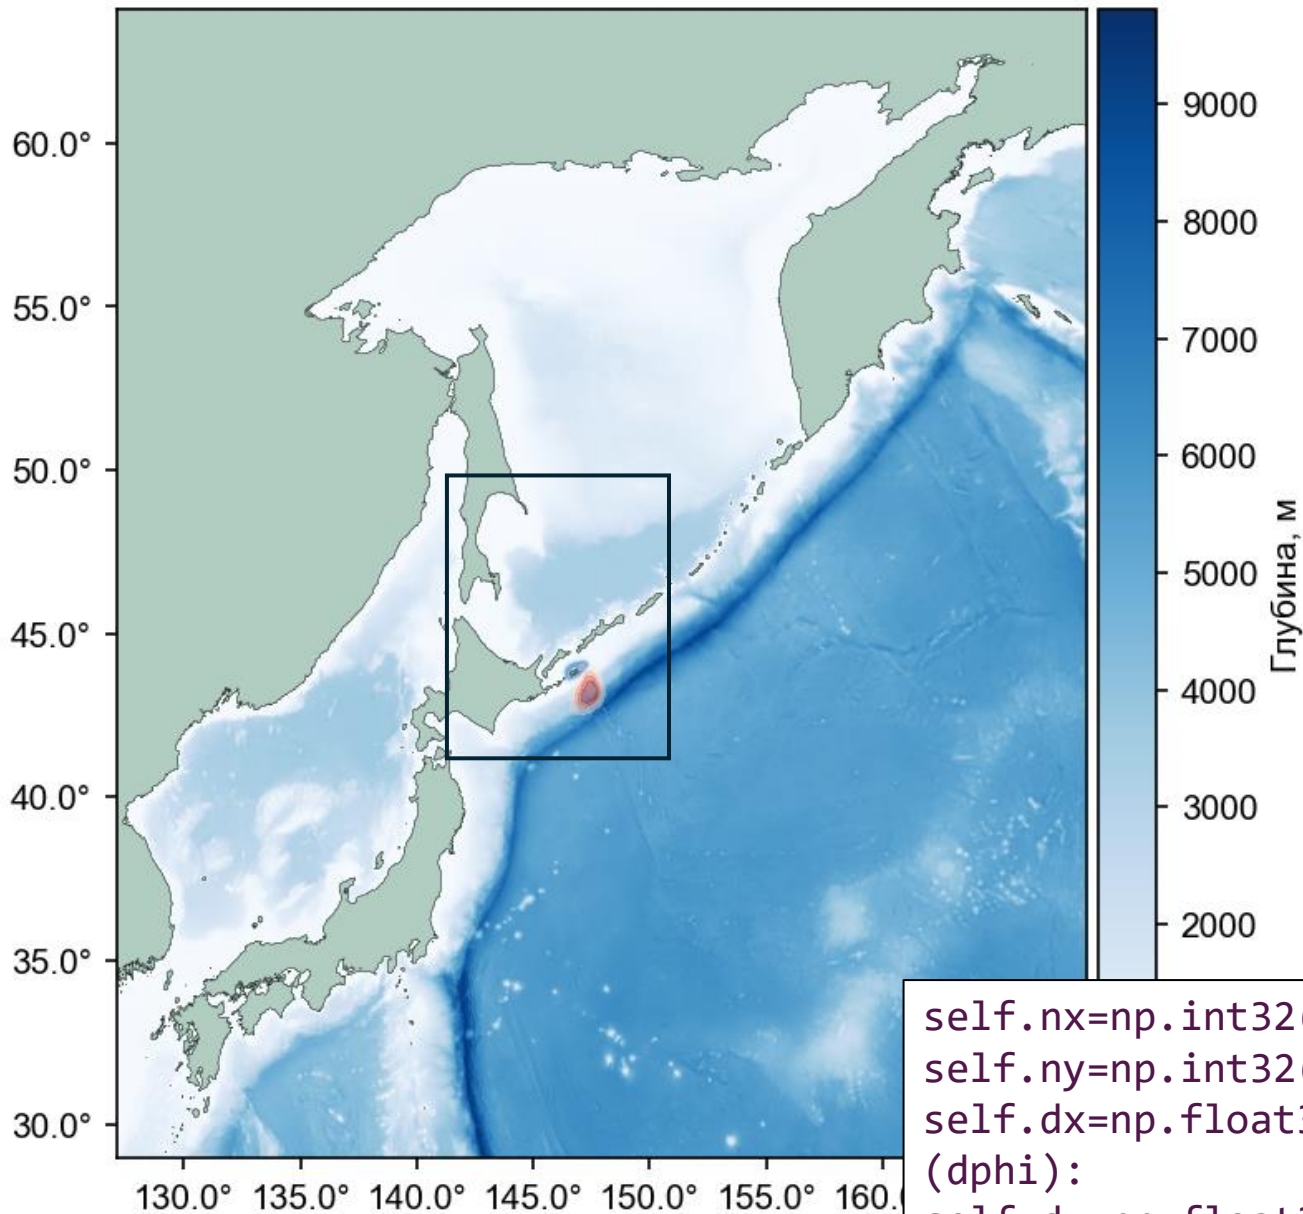 60.0°
55.0°
50.0°
45.0°
40.0°
35.0°
30.0°
130.0° 135.0° 140.0° 145.0° 150.0° 155.0° 160.
9000
8000
7000
6000
5000
4000
3000
2000
Глубина, м
self.nx=np.int32(
self.ny=np.int32(
self.dx=np.float3
(dphi):